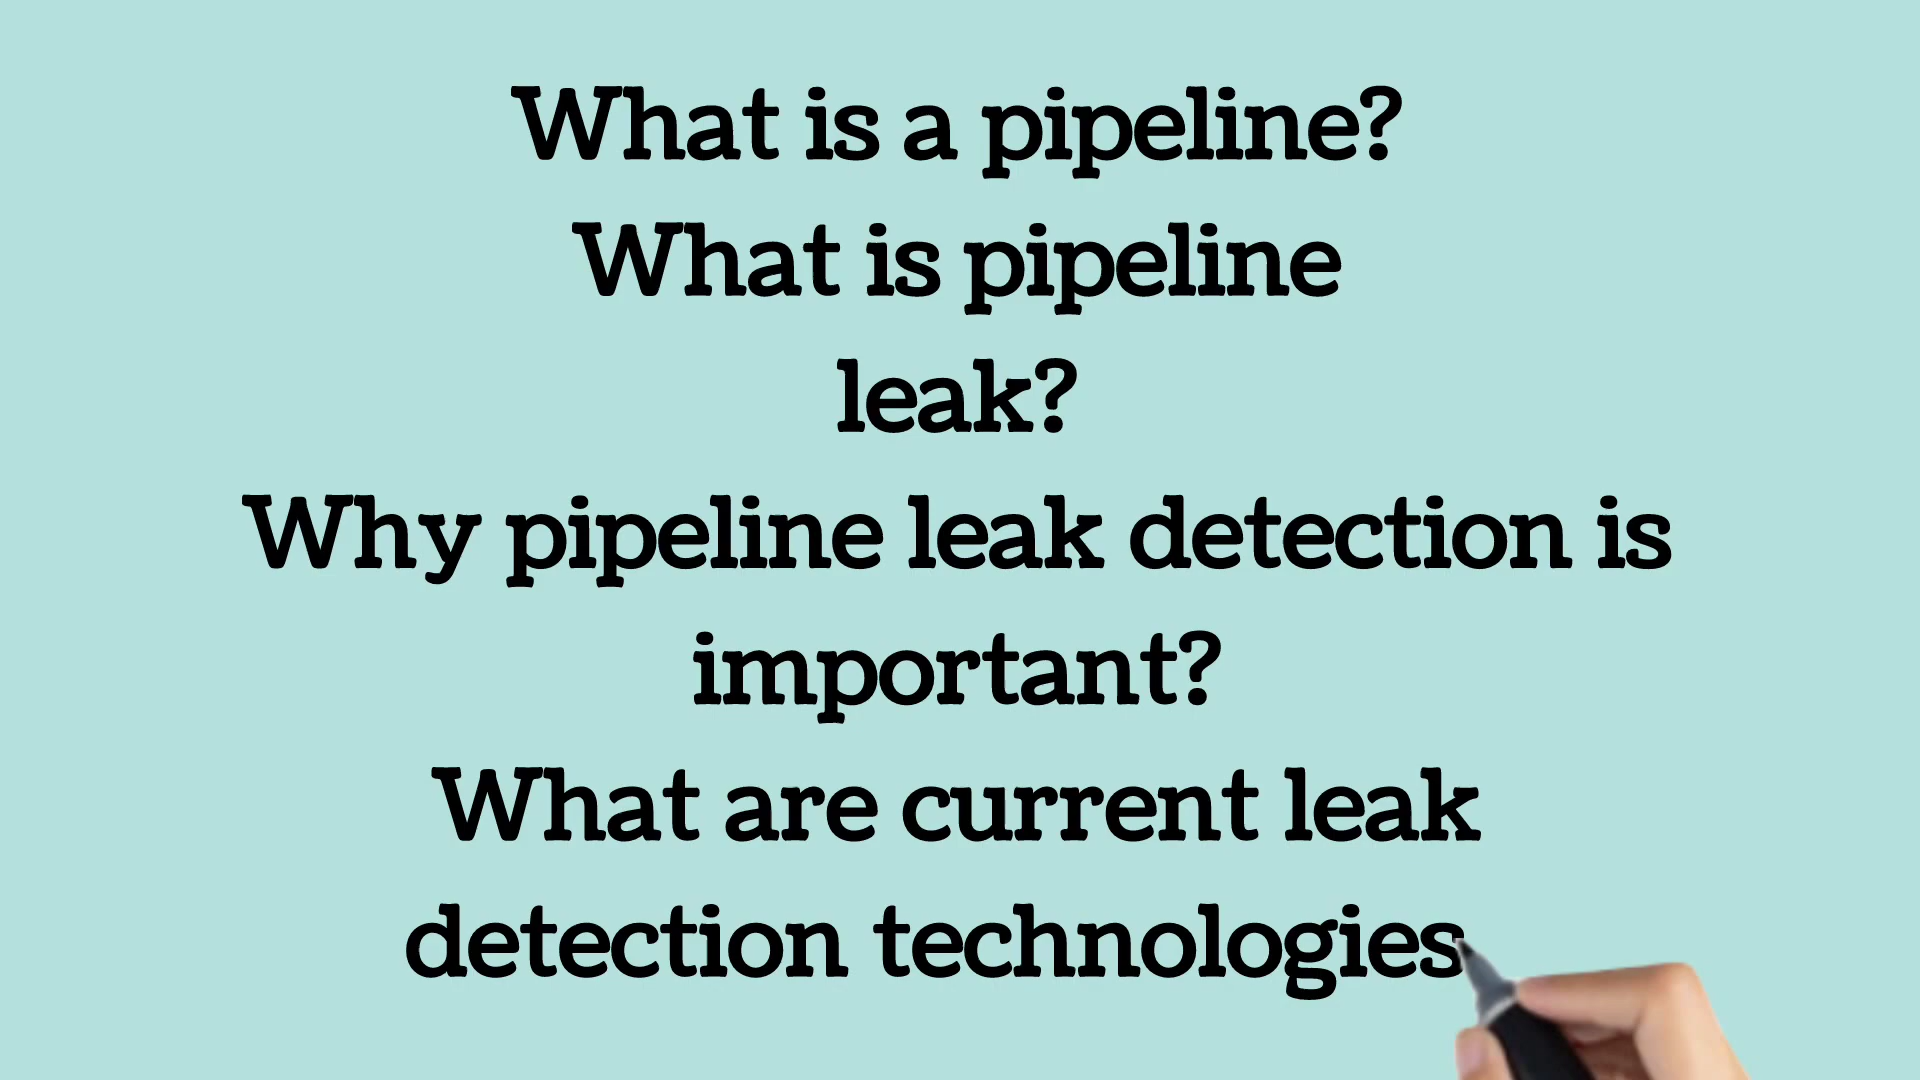 What is a pipeline?
What is pipeline
leak?
Why pipeline leak detection is
important?
What are current leak
detection technologies